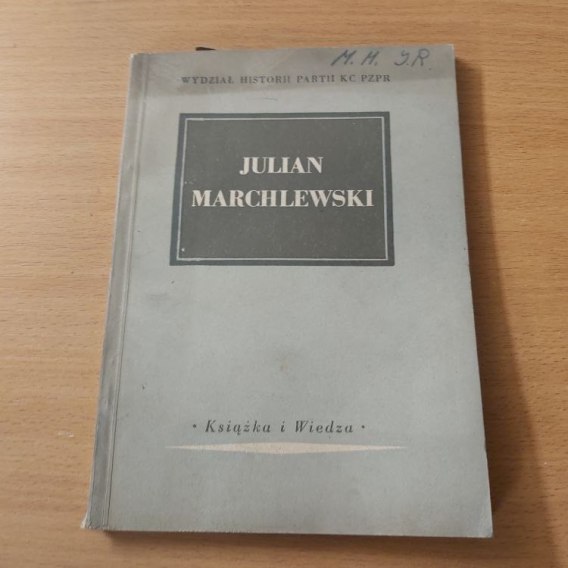 M. H. J.R.
WYDZIAŁ HISTORII PARTII KC PZPR
JULIAN
MARCHLEWSKI
• Książka i Wiedza •